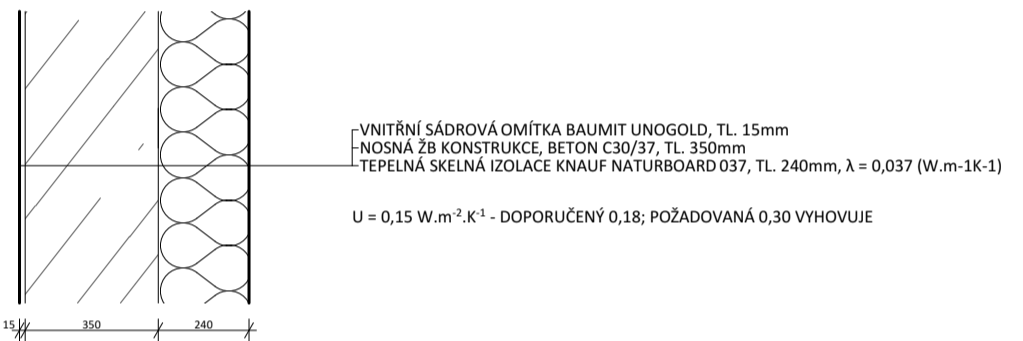 VNITŘNÍ SÁDROVÁ OMÍTKA BAUMIT UNOGOLD, TL. 15mm
NOSNÁ ŽB KONSTRUKCE, BETON C30/37, TL. 350mm
TEPELNÁ SKELNÁ IZOLACE KNAUF NATURBOARD 037, TL. 240mm, λ = 0,037 (W.m-1K-1)
U = 0,15 W.m⁻².K⁻¹ - DOPORUČENÝ 0,18; POŽADOVANÁ 0,30 VYHOVUJE
15 350 240